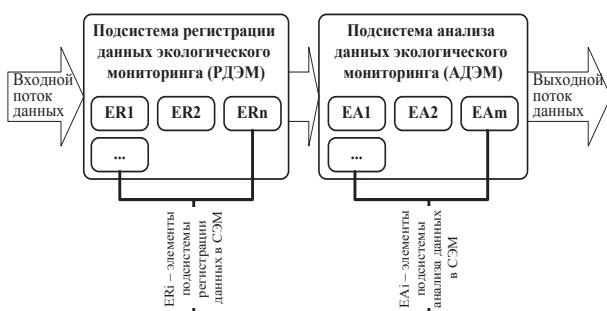 Входной
поток
данных
Подсистема регистрации
данных экологического
мониторинга (РДЭМ)
ER1
ER2
ERn
...
Подсистема анализа
данных экологического
мониторинга (АДЭМ)
EA1
EA2
EAm
...
Выходной
поток
данных
ERi – элементы
подсистемы
регистрации
данных в СЭМ
EAi – элементы
подсистемы
анализа данных
в СЭМ